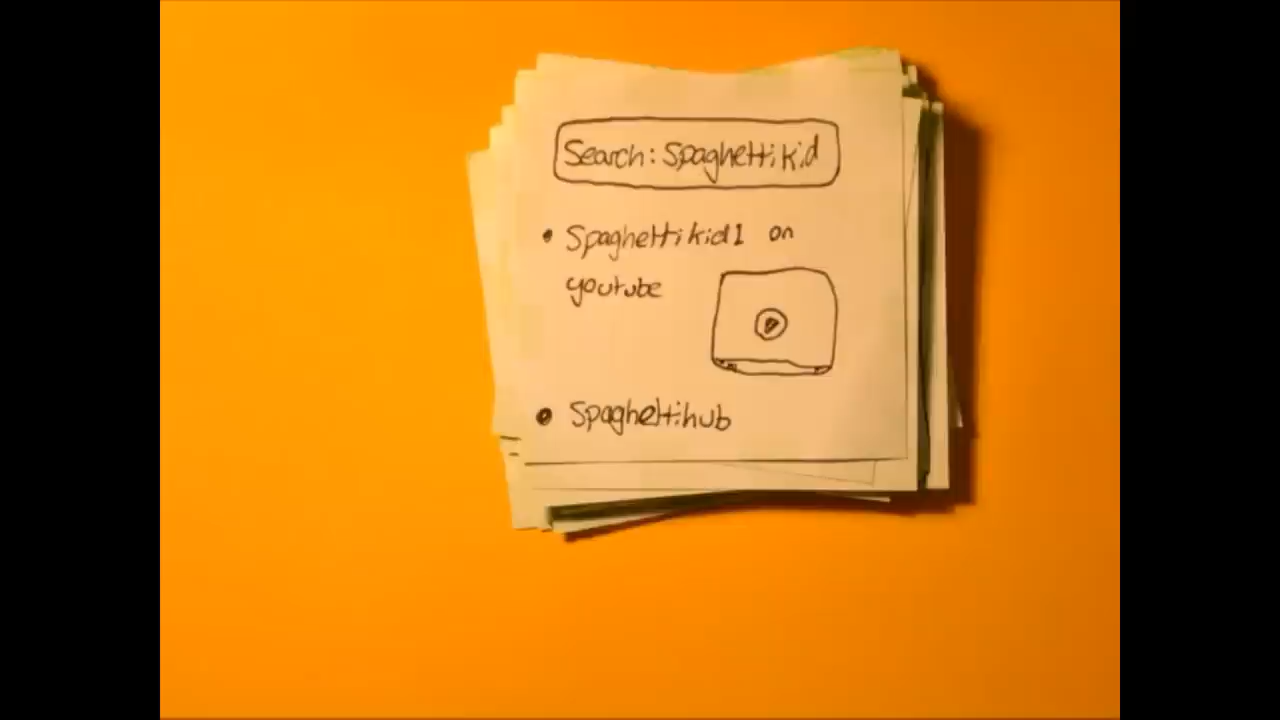 Search: Spaghettikid
• Spaghettikid1 on
youtube
• Spaghettihub